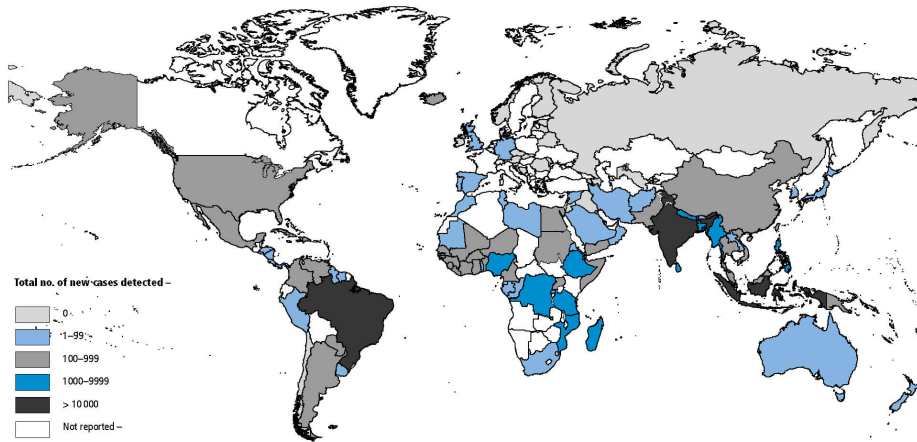 Total no. of new cases detected –
0
1–99
100–999
1000–9999
> 10 000
Not reported –